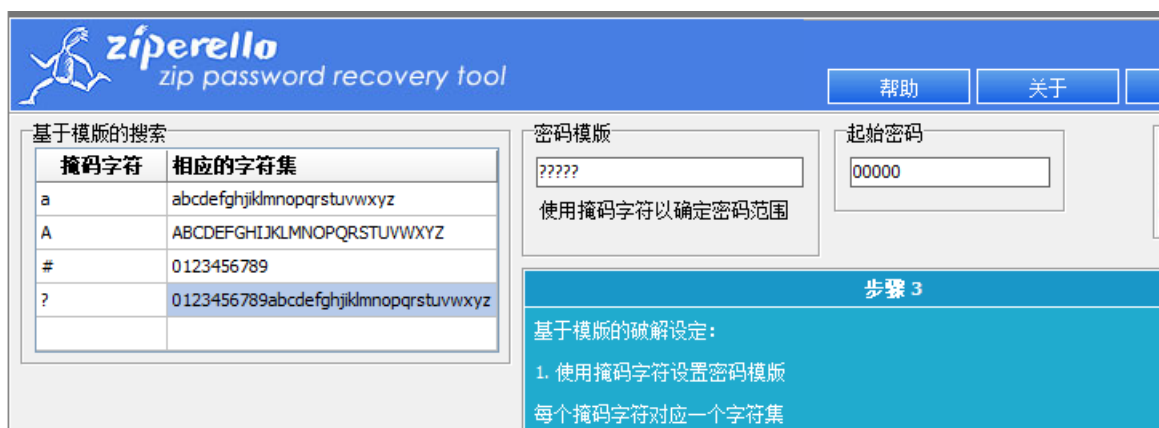 ziperello
zip password recovery tool
帮助
关于
基于模版的搜索
掩码字符 相应的字符集
a abcdefghjiklmnopqrstuvwxyz
A ABCDEFGHIJKLMNOPQRSTUVWXYZ
# 0123456789
? 0123456789abcdefghjiklmnopqrstuvwxyz
密码模版
?????
使用掩码字符以确定密码范围
起始密码
00000
步骤 3
基于模版的破解设定:
1. 使用掩码字符设置密码模版
每个掩码字符对应一个字符集